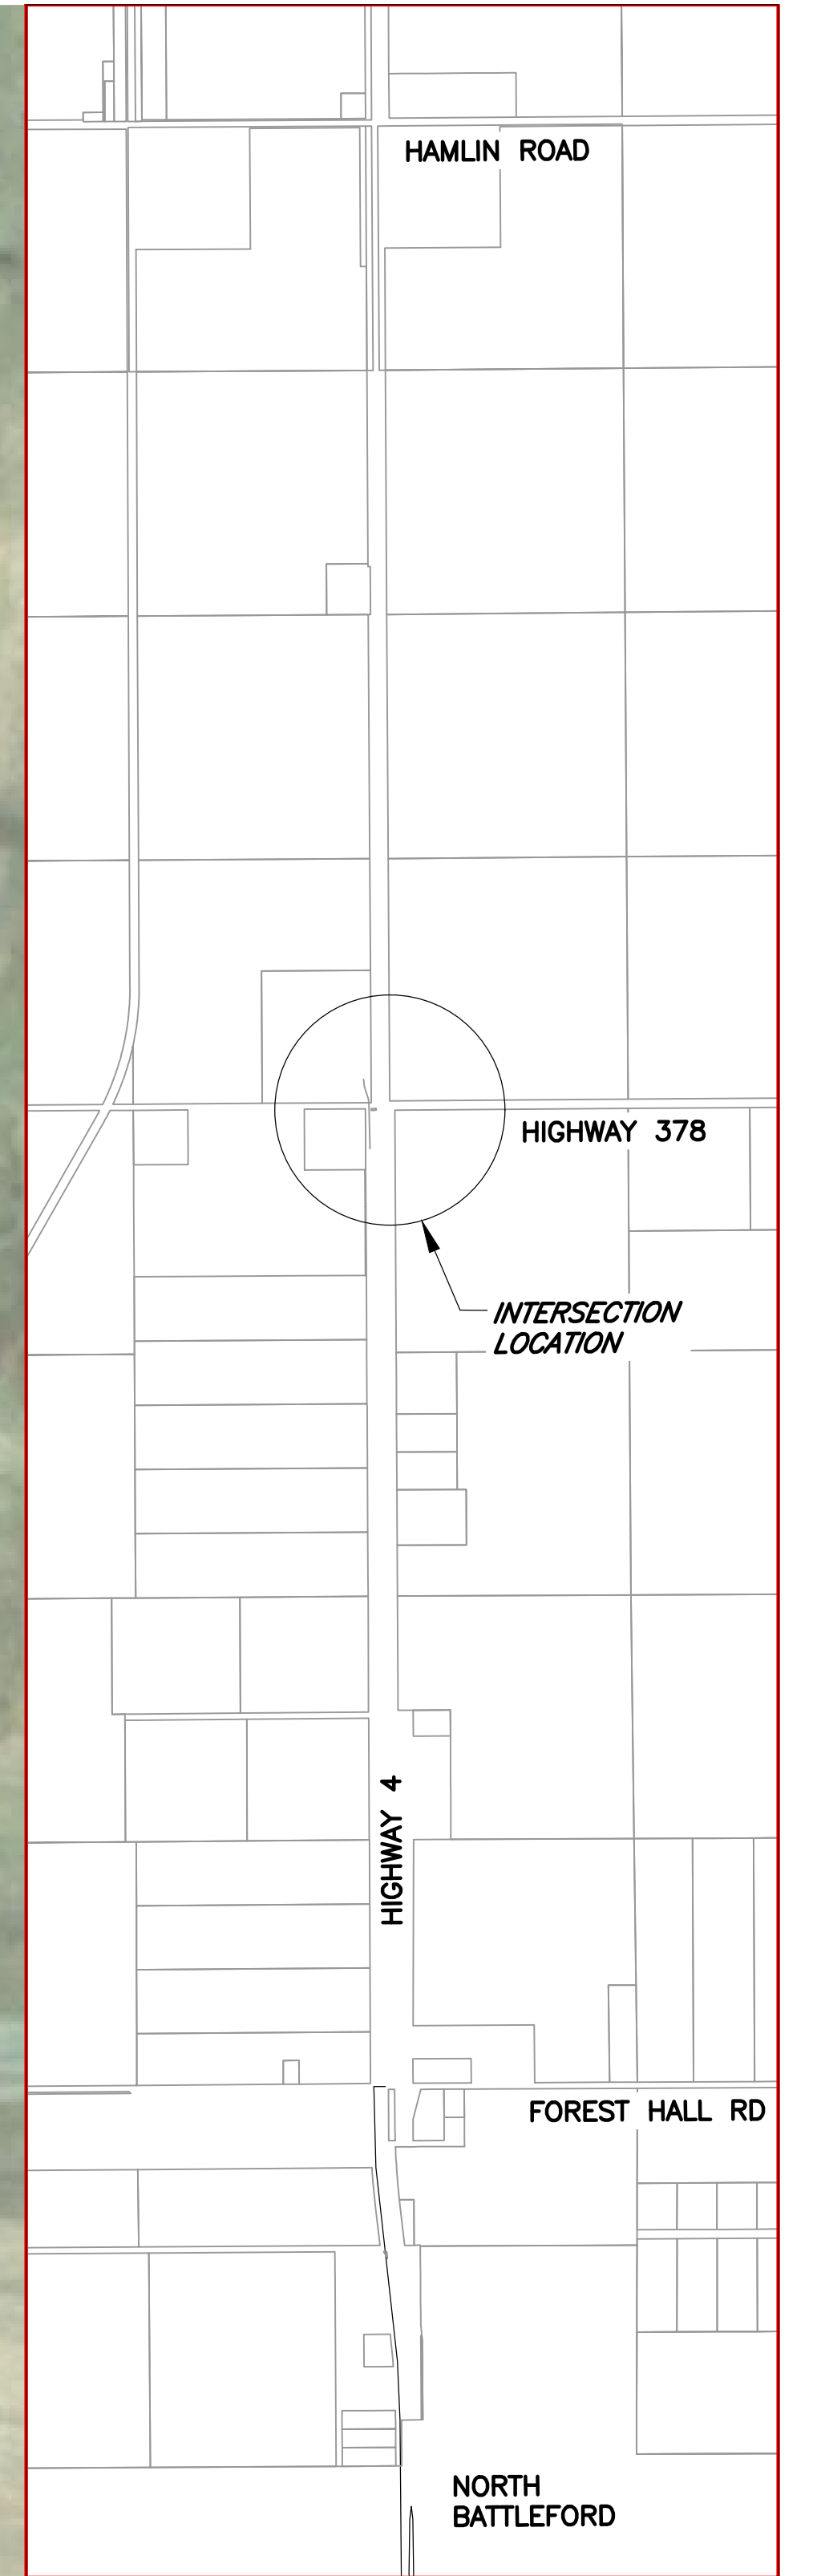 HAMLIN ROAD
HIGHWAY 378
INTERSECTION
LOCATION
HIGHWAY 4
FOREST HALL RD
NORTH
BATTLEFORD